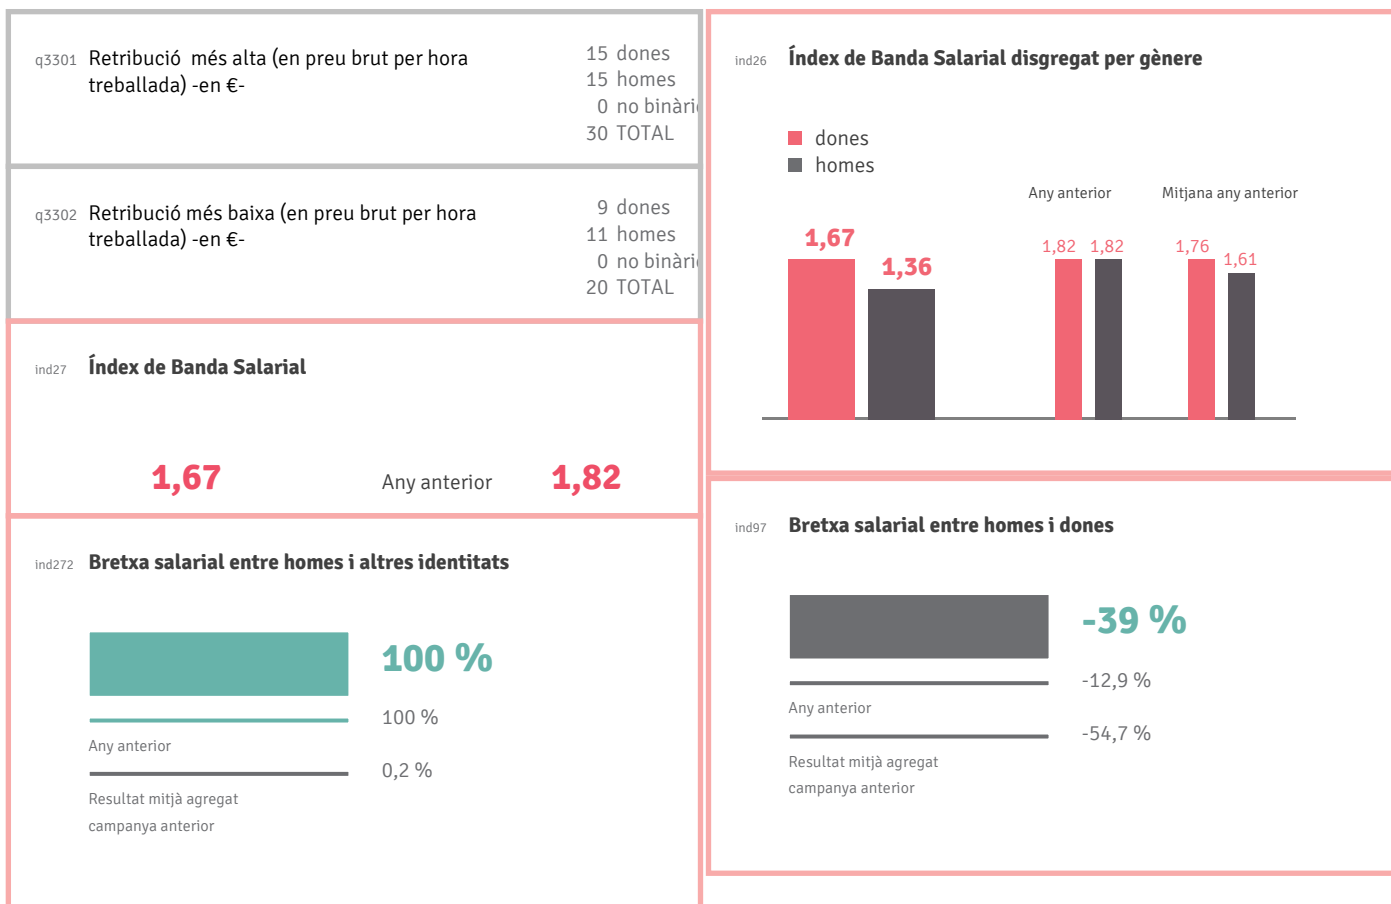 q3301 Retribució més alta (en preu brut per hora
treballada) -en €-
15 dones
15 homes
0 no binàri
30 TOTAL
q3302 Retribució més baixa (en preu brut per hora
treballada) -en €-
9 dones
11 homes
0 no binàri
20 TOTAL
ind27 Índex de Banda Salarial
1,67 Any anterior 1,82
ind272 Bretxa salarial entre homes i altres identitats
100 %
100 %
Any anterior
0,2 %
Resultat mitjà agregat
campanya anterior
ind26 Índex de Banda Salarial disgregat per gènere
dones
homes
Any anterior Mitjana any anterior
1,67 1,36 1,82 1,82 1,76 1,61
ind97 Bretxa salarial entre homes i dones
-39 %
-12,9 %
Any anterior
-54,7 %
Resultat mitjà agregat
campanya anterior